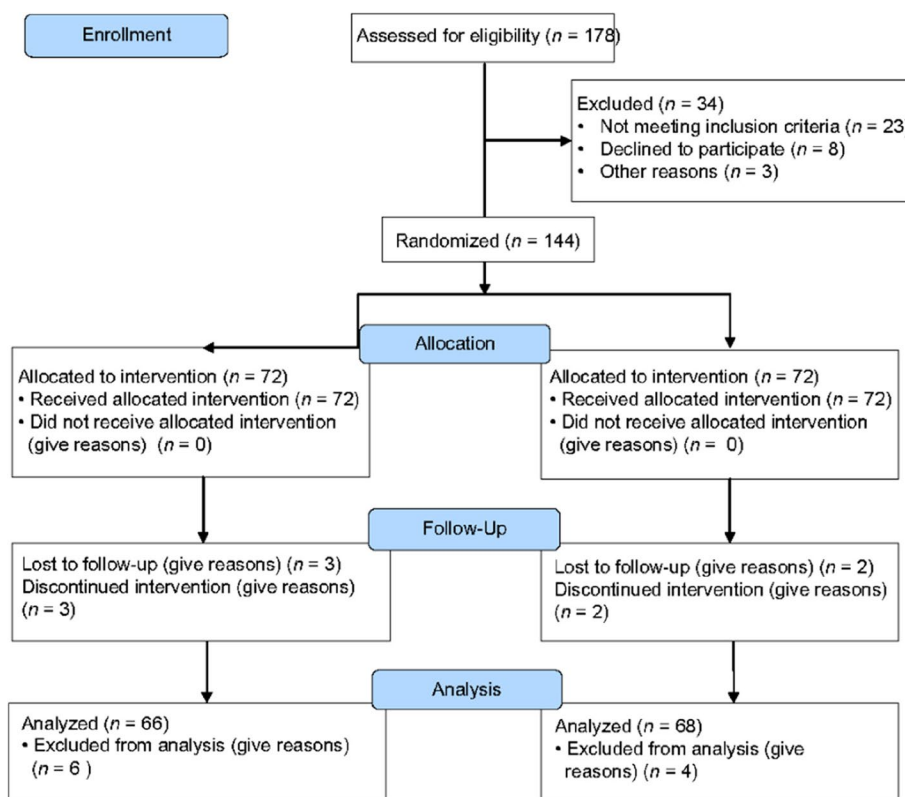 Enrollment
Assessed for eligibility (n = 178)
Excluded (n = 34)
• Not meeting inclusion criteria (n = 23)
• Declined to participate (n = 8)
• Other reasons (n = 3)
Randomized (n = 144)
Allocation
Allocated to intervention (n = 72)
• Received allocated intervention (n = 72)
• Did not receive allocated intervention
(give reasons) (n = 0)
Allocated to intervention (n = 72)
• Received allocated intervention (n = 72)
• Did not receive allocated intervention
(give reasons) (n = 0)
Follow-Up
Lost to follow-up (give reasons) (n = 3)
Discontinued intervention (give reasons)
(n = 3)
Lost to follow-up (give reasons) (n = 2)
Discontinued intervention (give reasons)
(n = 2)
Analysis
Analyzed (n = 66)
• Excluded from analysis (give reasons)
(n = 6 )
Analyzed (n = 68)
• Excluded from analysis (give
reasons) (n = 4)